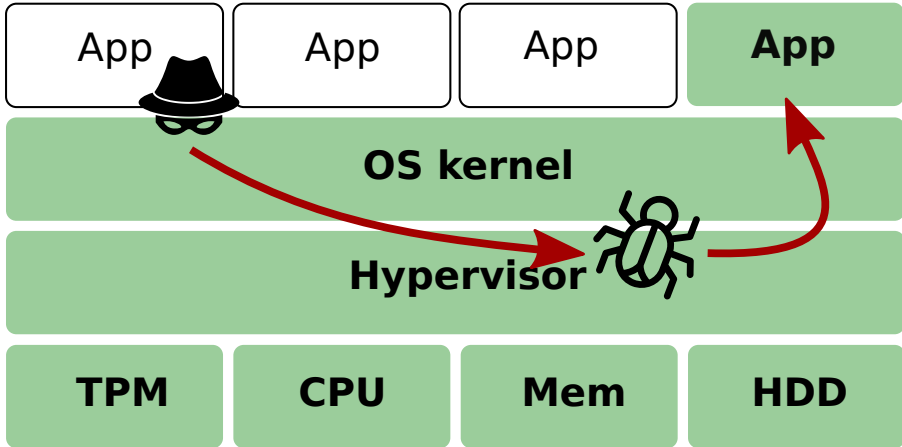 App
App
App
App
OS kernel
Hypervisor
TPM
CPU
Mem
HDD